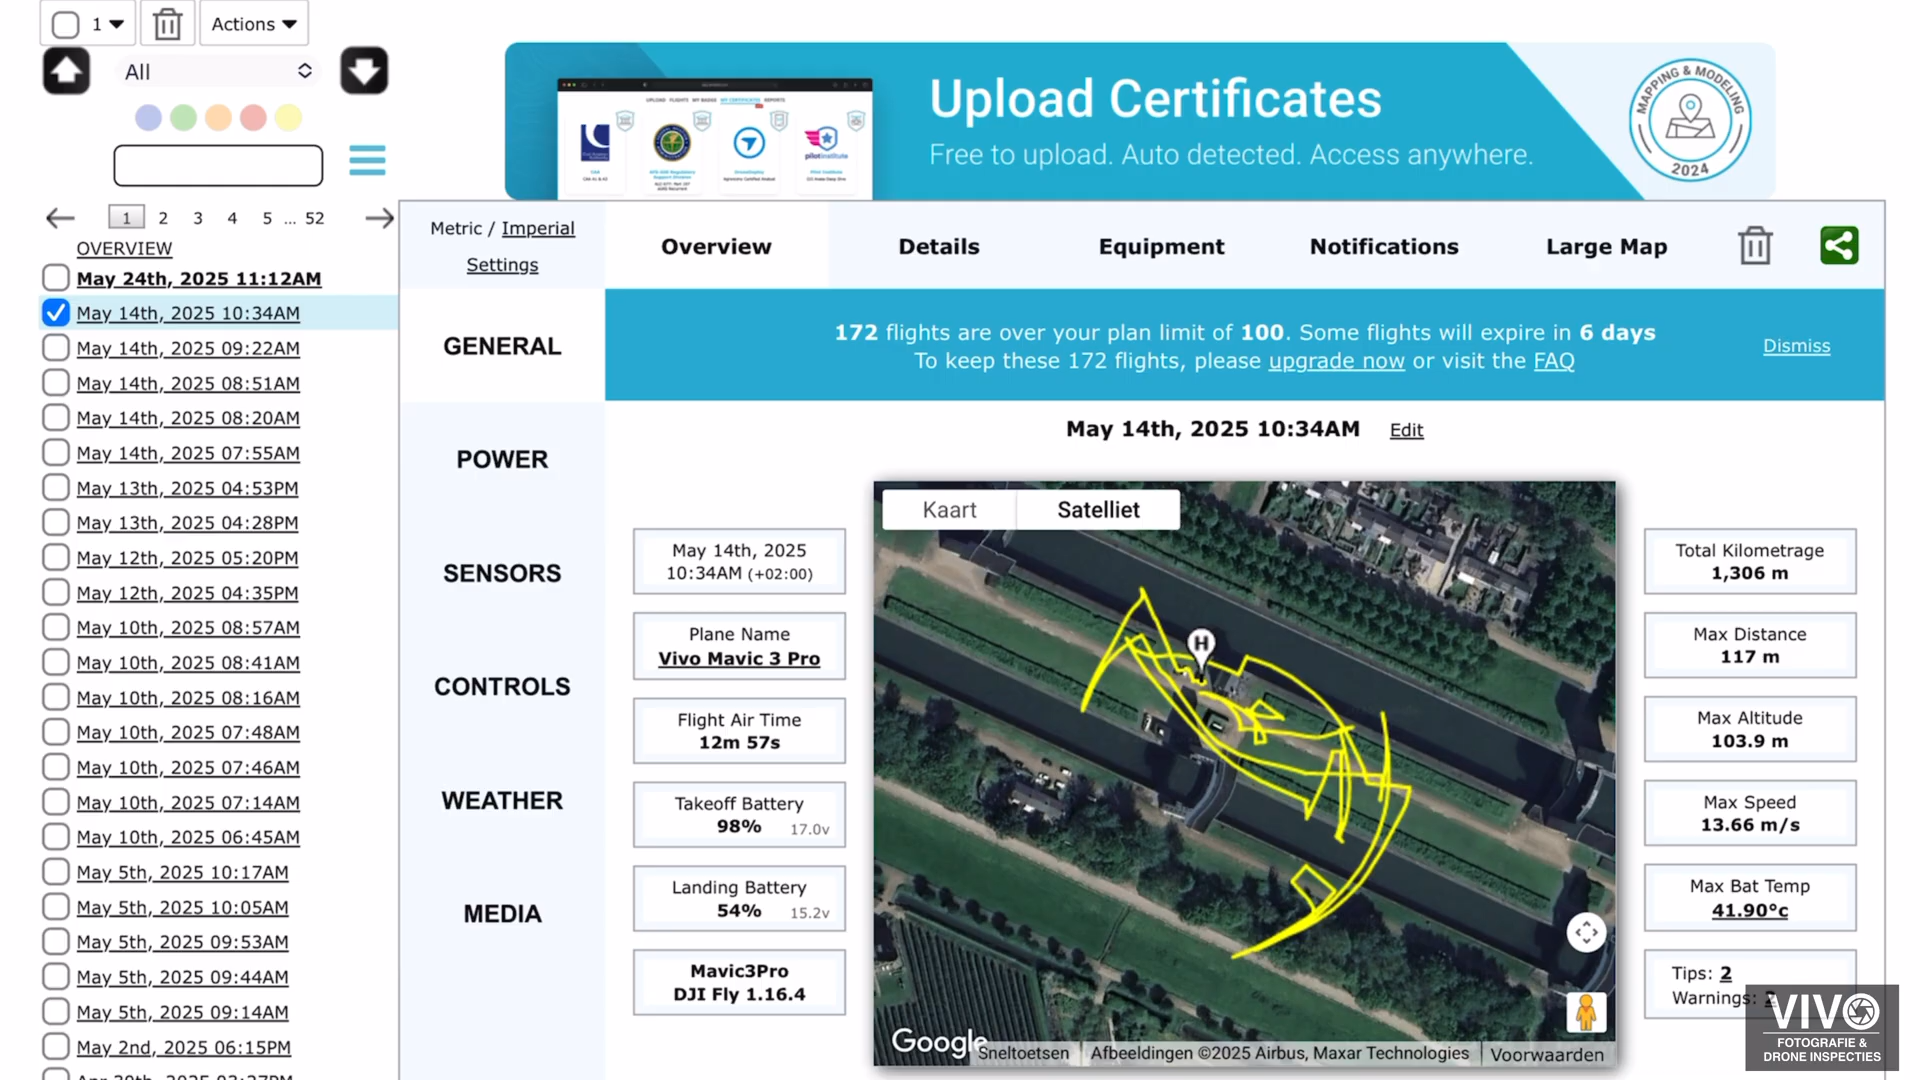 1
Actions
All
1 2 3 4 5 ... 52
OVERVIEW
May 24th, 2025 11:12AM
May 14th, 2025 10:34AM
May 14th, 2025 09:22AM
May 14th, 2025 08:51AM
May 14th, 2025 08:20AM
May 14th, 2025 07:55AM
May 13th, 2025 04:53PM
May 13th, 2025 04:28PM
May 12th, 2025 05:20PM
May 12th, 2025 04:35PM
May 10th, 2025 08:57AM
May 10th, 2025 08:41AM
May 10th, 2025 08:16AM
May 10th, 2025 07:48AM
May 10th, 2025 07:46AM
May 10th, 2025 07:14AM
May 10th, 2025 06:45AM
May 5th, 2025 10:17AM
May 5th, 2025 10:05AM
May 5th, 2025 09:53AM
May 5th, 2025 09:44AM
May 5th, 2025 09:14AM
May 2nd, 2025 06:15PM
UPLOAD FLIGHTS MY BADGE MY CERTIFICATES REPORTS
pilotinstitute
Upload Certificates
Free to upload. Auto detected. Access anywhere.
MAPPING & MODELING
2024
Metric / Imperial
Settings
Overview
Details
Equipment
Notifications
Large Map
GENERAL
POWER
SENSORS
CONTROLS
WEATHER
MEDIA
172 flights are over your plan limit of 100. Some flights will expire in 6 days
To keep these 172 flights, please upgrade now or visit the FAQ
Dismiss
May 14th, 2025 10:34AM Edit
May 14th, 2025
10:34AM (+02:00)
Plane Name
Vivo Mavic 3 Pro
Flight Air Time
12m 57s
Takeoff Battery
98% 17.0v
Landing Battery
54% 15.2v
Mavic3Pro
DJI Fly 1.16.4
Kaart
Satelliet
H
Google
Sneltoetsen
Afbeeldingen ©2025 Airbus, Maxar Technologies
Voorwaarden
Total Kilometrage
1,306 m
Max Distance
117 m
Max Altitude
103.9 m
Max Speed
13.66 m/s
Max Bat Temp
41.90°c
Tips: 2
Warnings:
VIVO
FOTOGRAFIE &
DRONE INSPECTIES